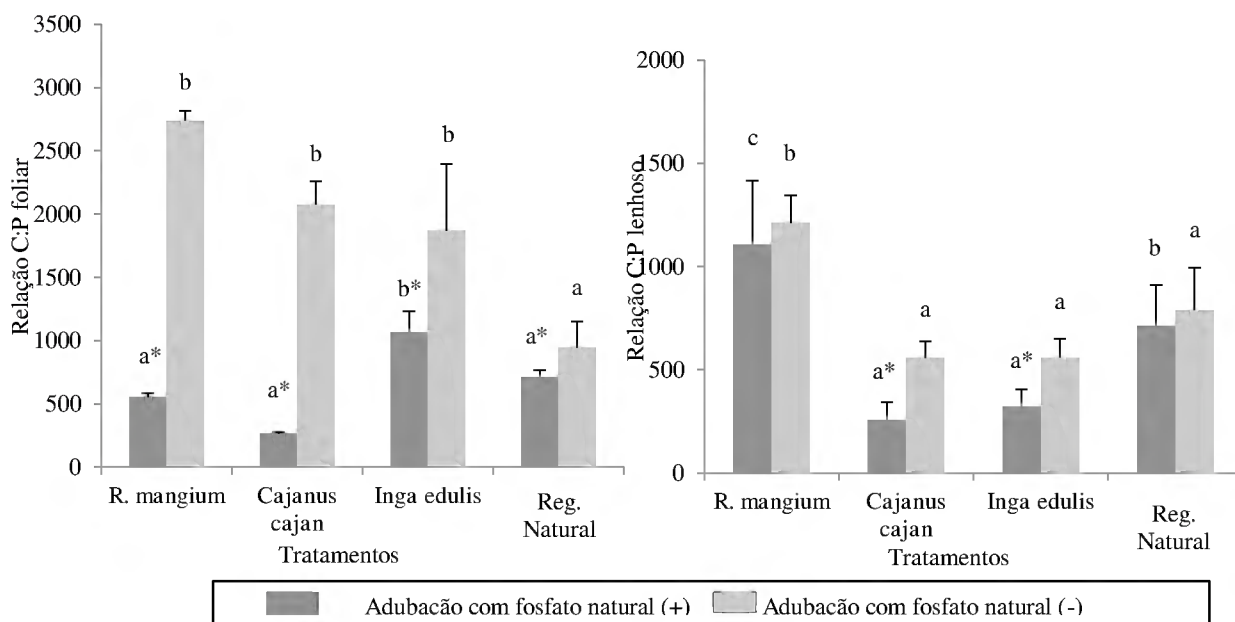 3500
3000
2500
2000
1500
1000
500
0
Relação C:P foliar
a*
b
a*
b
b*
b
a*
a
R. mangium
Cajanus
cajan
Inga edulis
Reg.
Natural
Tratamentos
2000
1500
1000
500
0
Relação C:P lenhoso
c
b
a*
a
a*
a
b
a
R. mangium
Cajanus
cajan
Inga edulis
Reg.
Natural
Tratamentos
Adubacão com fosfato natural (+)
Adubacão com fosfato natural (-)